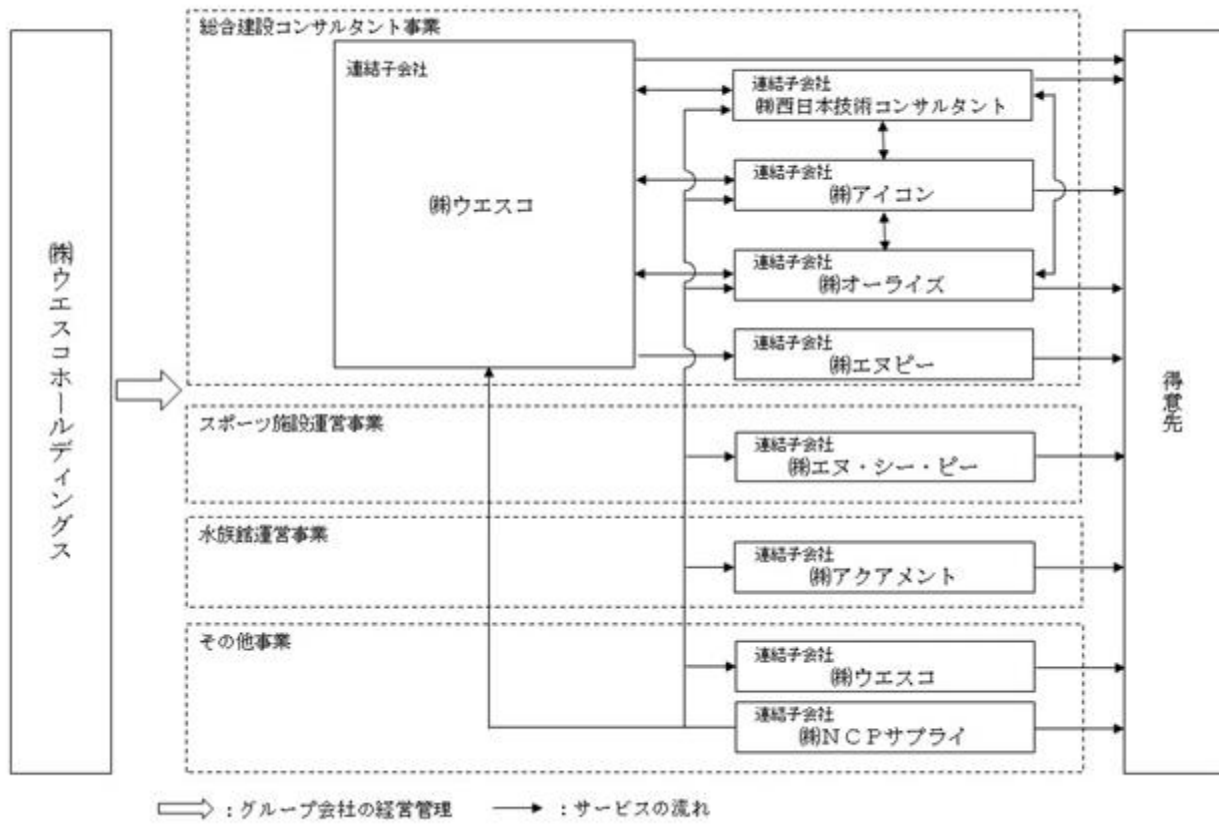 ㈱ウエスコホールディングス
総合建設コンサルタント事業
連結子会社
㈱ウエスコ
連結子会社
㈱西日本技術コンサルタント
連結子会社
㈱アイコン
連結子会社
㈱オーライズ
連結子会社
㈱エヌピー
スポーツ施設運営事業
連結子会社
㈱エヌ・シー・ピー
水族館運営事業
連結子会社
㈱アクアメント
その他事業
連結子会社
㈱ウエスコ
連結子会社
㈱ＮＣＰサプライ
得意先
：グループ会社の経営管理
：サービスの流れ